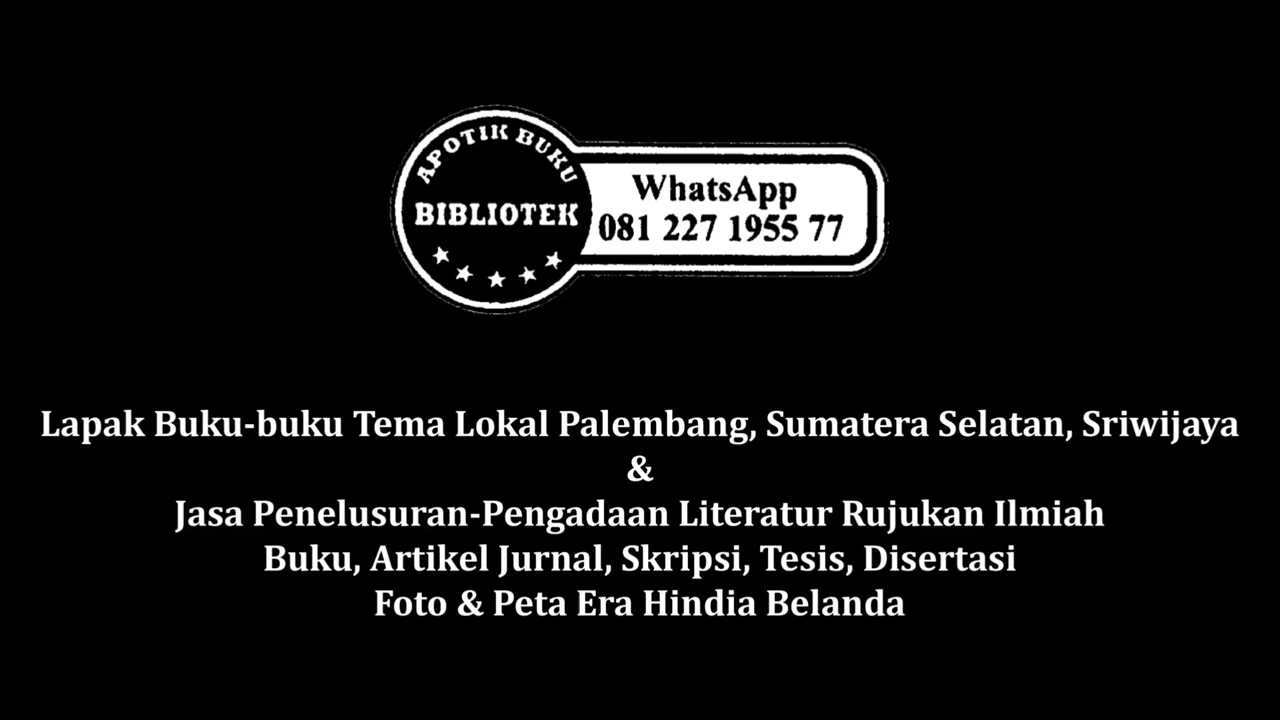 APOTIK BUKU
BIBLIOTEK
WhatsApp
081 227 1955 77
Lapak Buku-buku Tema Lokal Palembang, Sumatera Selatan, Sriwijaya
&
Jasa Penelusuran-Pengadaan Literatur Rujukan Ilmiah
Buku, Artikel Jurnal, Skripsi, Tesis, Disertasi
Foto & Peta Era Hindia Belanda